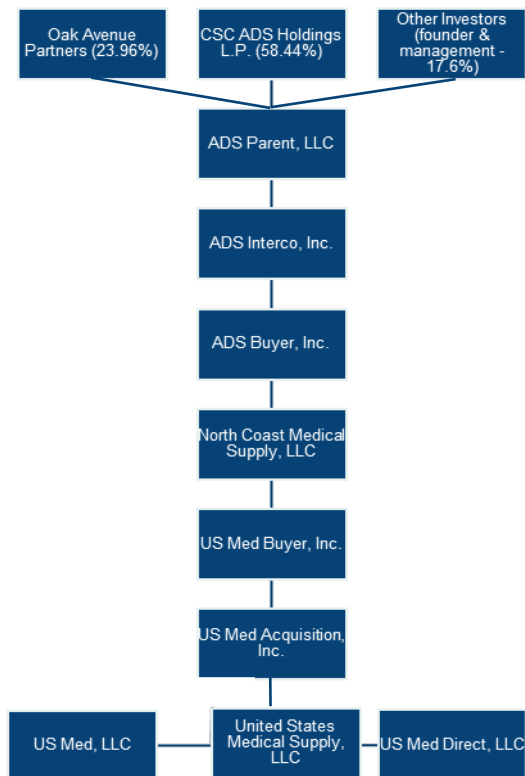 Oak Avenue
Partners (23.96%)
CSC ADS Holdings
L.P. (58.44%)
Other Investors
(founder &
management -
17.6%)
ADS Parent, LLC
ADS Interco, Inc.
ADS Buyer, Inc.
North Coast Medical
Supply, LLC
US Med Buyer, Inc.
US Med Acquisition,
Inc.
US Med, LLC
United States
Medical Supply,
LLC
US Med Direct, LLC